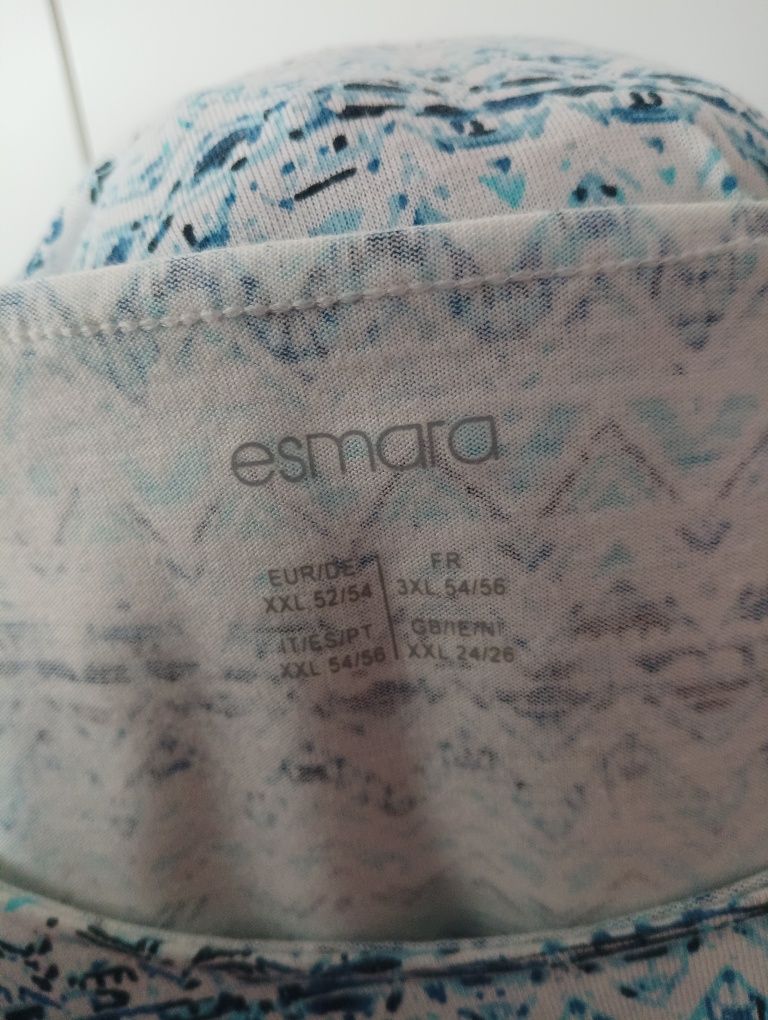 esmara
EUR/DE
XXL 52/54
FR
3XL 54/56
IT/ES/PT
XXL 54/56
GB/IE/NI
XXL 24/26